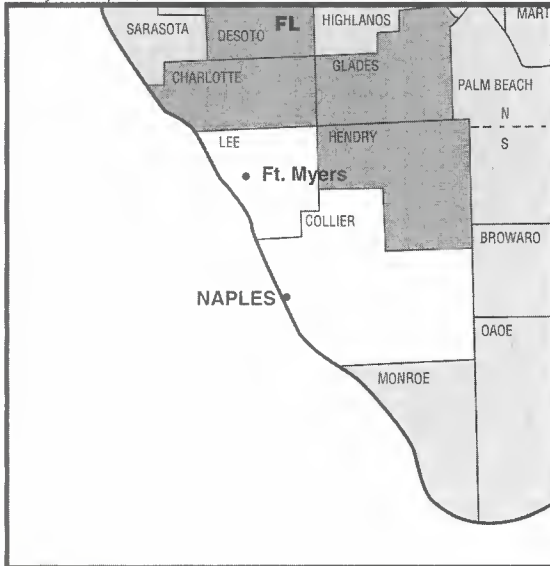 MART
SARASOTA
DESOTO
FL
HIGHLANOS
CHARLOTTE
GLADES
PALM BEACH
N
S
LEE
HENDRY
Ft. Myers
COLLIER
BROWARO
NAPLES
OAOE
MONROE